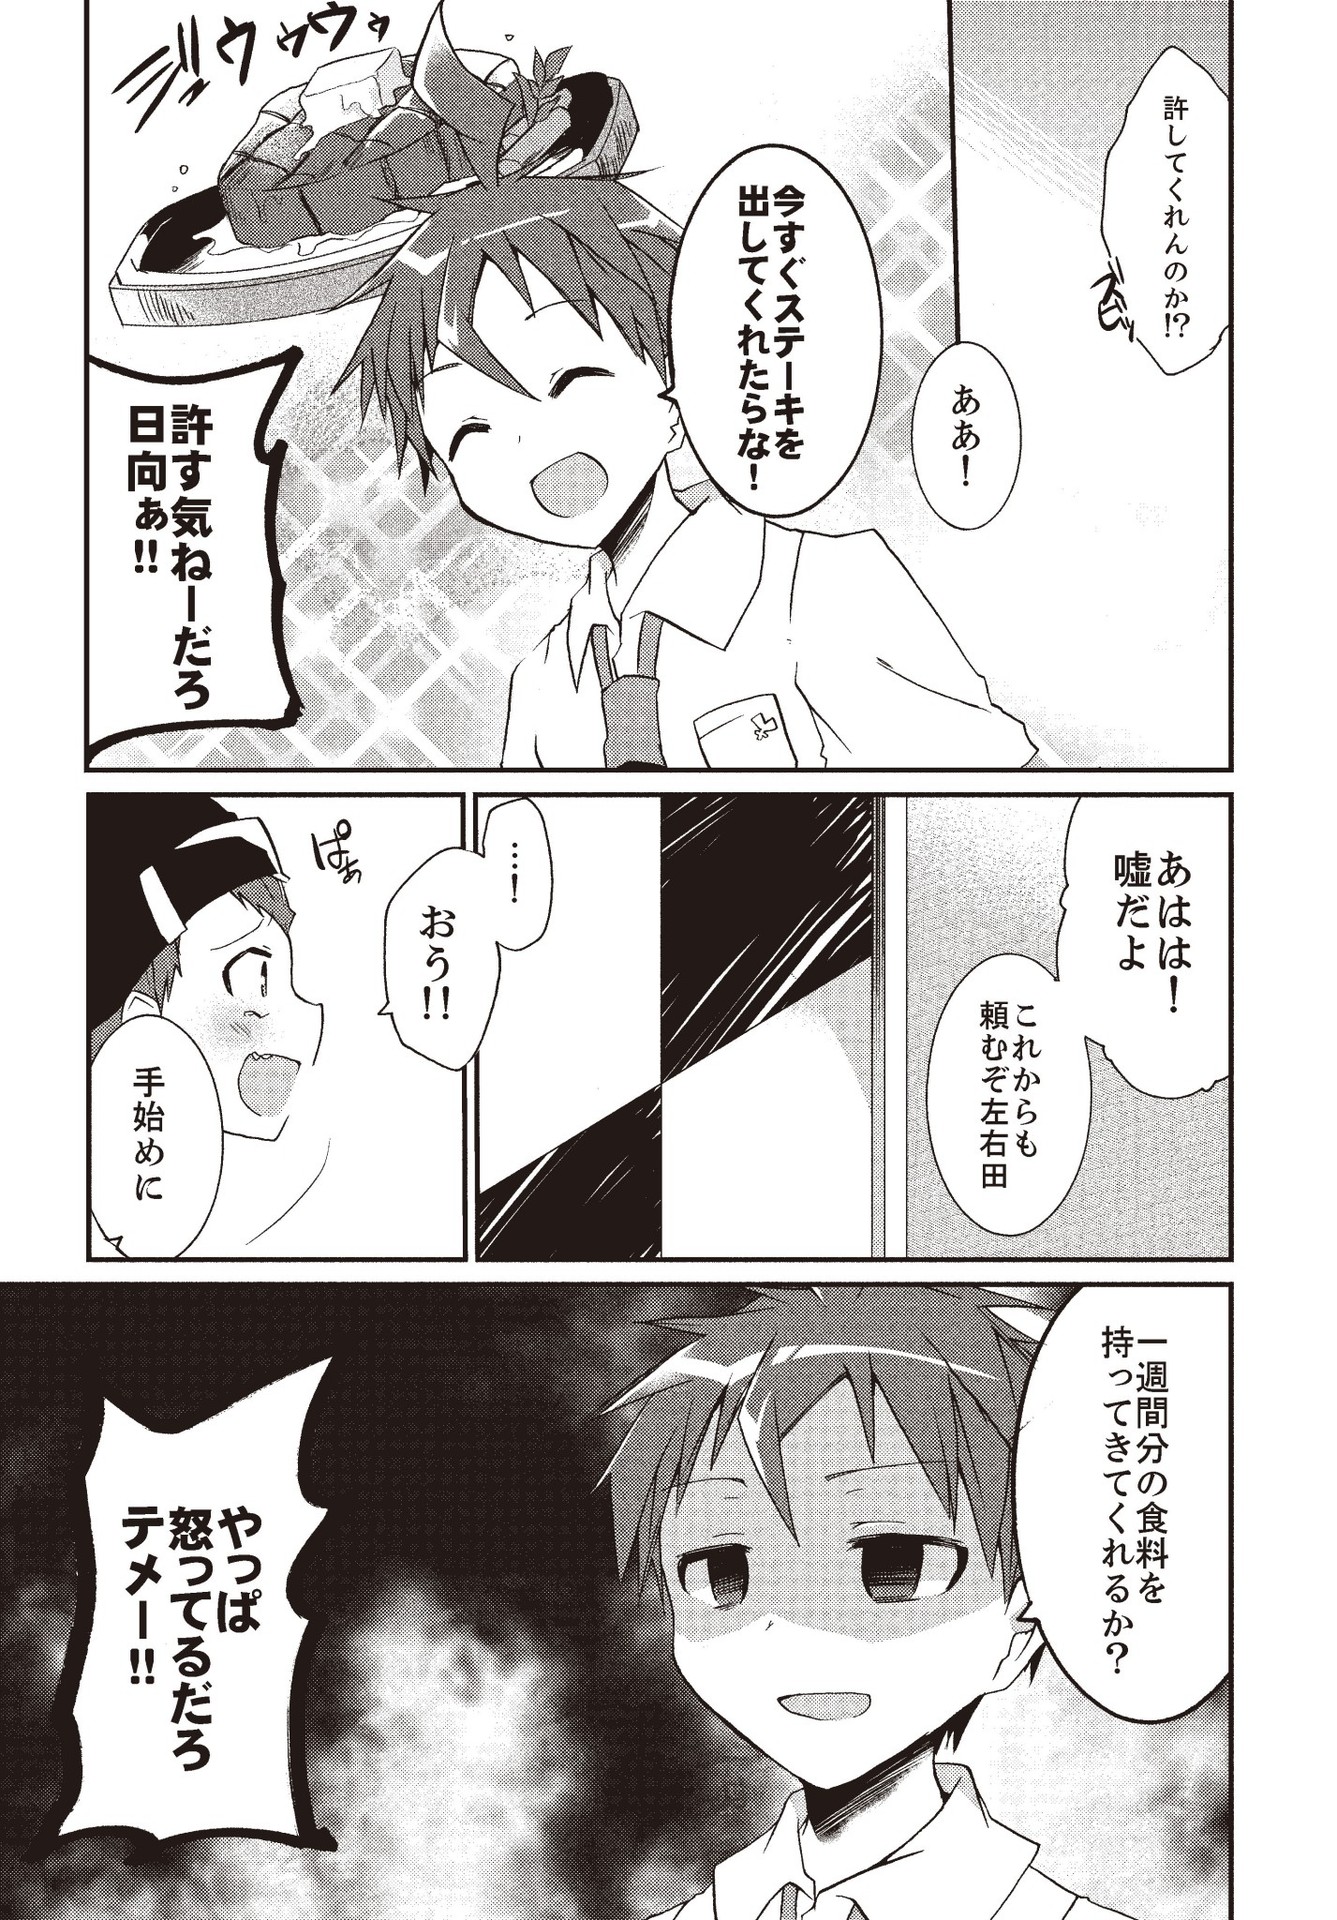 許してくれんのか!?
ズビッ
ああ！
今すぐステーキを
出してくれたらな！
ジュウゥウゥ
許す気ねーだろ
日向ぁ!!
あはは！
嘘だよ
これからも
頼むぞ左右田
…！
おう!!
ぱぁ
手始めに
一週間分の食料を
持ってきてくれるか？
やっぱ
怒ってるだろ
テメー!!